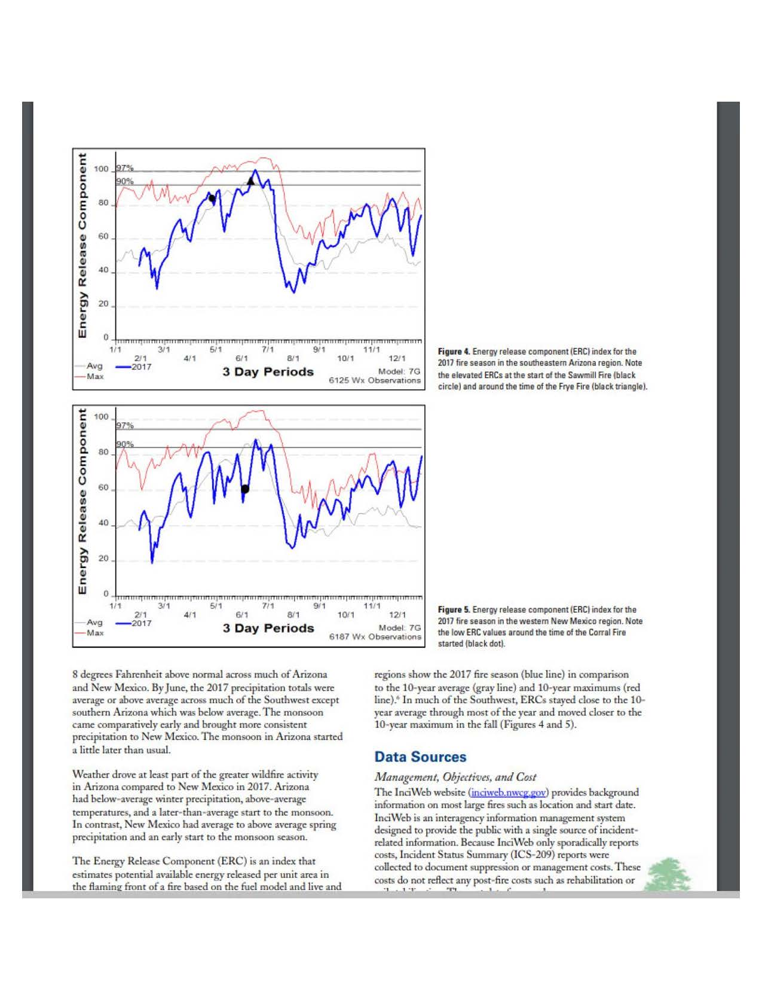 Energy Release Component
100
97%
90%
80
60
40
20
0
1/1 3/1 5/1 7/1 9/1 11/1
2/1 4/1 6/1 8/1 10/1 12/1
Avg 2017 3 Day Periods Model: 7G
Max 6125 Wx Observations
Figure 4. Energy release component (ERC) index for the
2017 fire season in the southeastern Arizona region. Note
the elevated ERCs at the start of the Sawmill Fire (black
circle) and around the time of the Frye Fire (black triangle).
Energy Release Component
100
97%
90%
80
60
40
20
0
1/1 3/1 5/1 7/1 9/1 11/1
2/1 4/1 6/1 8/1 10/1 12/1
Avg 2017 3 Day Periods Model: 7G
Max 6187 Wx Observations
Figure 5. Energy release component (ERC) index for the
2017 fire season in the western New Mexico region. Note
the low ERC values around the time of the Corral Fire
started (black dot).
8 degrees Fahrenheit above normal across much of Arizona
and New Mexico. By June, the 2017 precipitation totals were
average or above average across much of the Southwest except
southern Arizona which was below average. The monsoon
came comparatively early and brought more consistent
precipitation to New Mexico. The monsoon in Arizona started
a little later than usual.
Weather drove at least part of the greater wildfire activity
in Arizona compared to New Mexico in 2017. Arizona
had below-average winter precipitation, above-average
temperatures, and a later-than-average start to the monsoon.
In contrast, New Mexico had average to above average spring
precipitation and an early start to the monsoon season.
The Energy Release Component (ERC) is an index that
estimates potential available energy released per unit area in
the flaming front of a fire based on the fuel model and live and
regions show the 2017 fire season (blue line) in comparison
to the 10-year average (gray line) and 10-year maximums (red
line).⁶ In much of the Southwest, ERCs stayed close to the 10-
year average through most of the year and moved closer to the
10-year maximum in the fall (Figures 4 and 5).
Data Sources
Management, Objectives, and Cost
The InciWeb website (inciweb.nwcg.gov) provides background
information on most large fires such as location and start date.
InciWeb is an interagency information management system
designed to provide the public with a single source of incident-
related information. Because InciWeb only sporadically reports
costs, Incident Status Summary (ICS-209) reports were
collected to document suppression or management costs. These
costs do not reflect any post-fire costs such as rehabilitation or